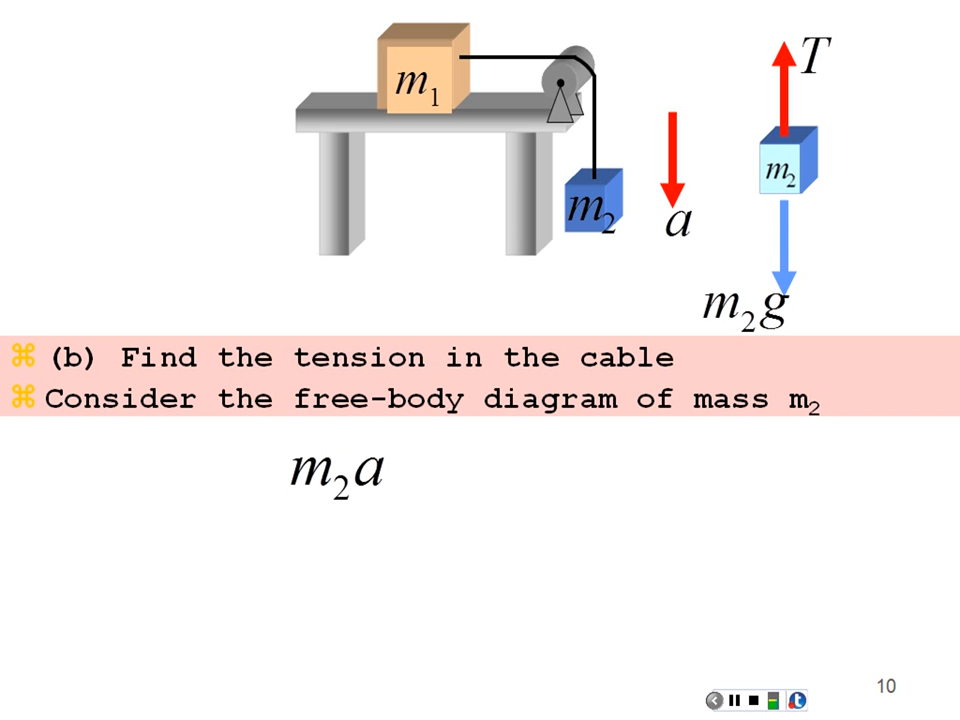 m₁
T
m₂
m₂
a
m₂g
(b) Find the tension in the cable
Consider the free-body diagram of mass m₂
m₂a
10